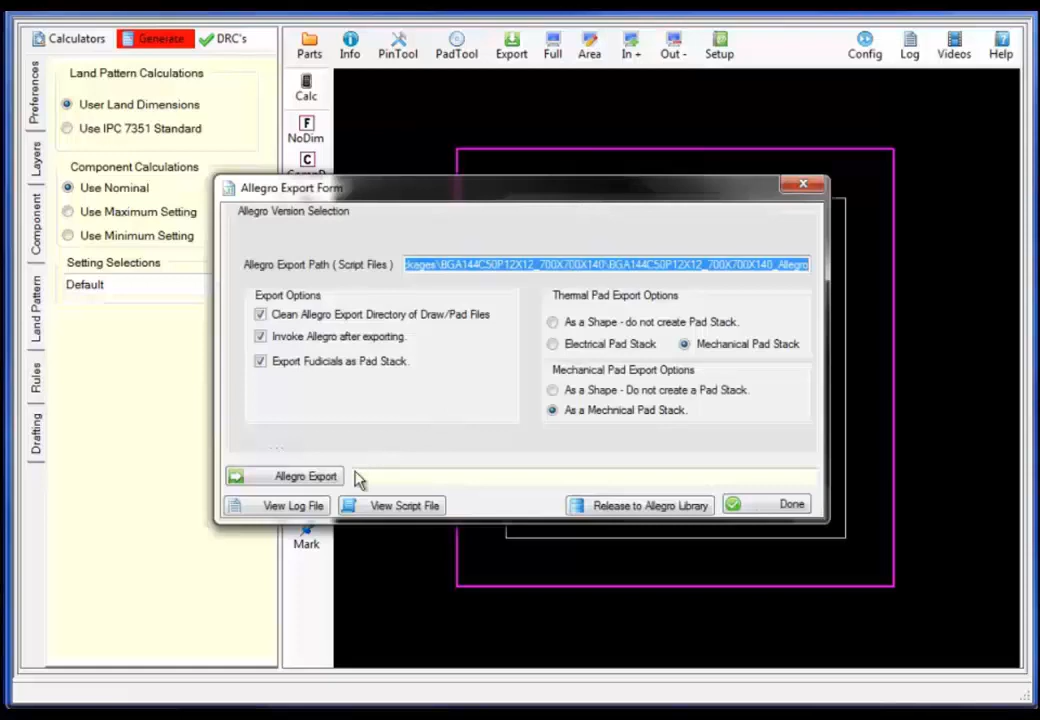 Calculators Generate DRC's
Parts Info PinTool PadTool Export Full Area In + Out - Setup Config Log Videos Help
Preferences
Layers
Component
Land Pattern
Rules
Drafting
Land Pattern Calculations
User Land Dimensions
Use IPC 7351 Standard
Component Calculations
Use Nominal
Use Maximum Setting
Use Minimum Setting
Setting Selections
Default
Calc
F
NoDim
C
Mark
Allegro Export Form
Allegro Version Selection
Allegro Export Path ( Script Files ) ckages\BGA144C50P12X12_700X700X140\BGA144C50P12X12_700X700X140_Allegro
Export Options
Clean Allegro Export Directory of Draw/Pad Files
Invoke Allegro after exporting.
Export Fudicials as Pad Stack.
Thermal Pad Export Options
As a Shape - do not create Pad Stack.
Electrical Pad Stack Mechanical Pad Stack
Mechanical Pad Export Options
As a Shape - Do not create a Pad Stack.
As a Mechnical Pad Stack.
. . .
Allegro Export
View Log File View Script File Release to Allegro Library Done